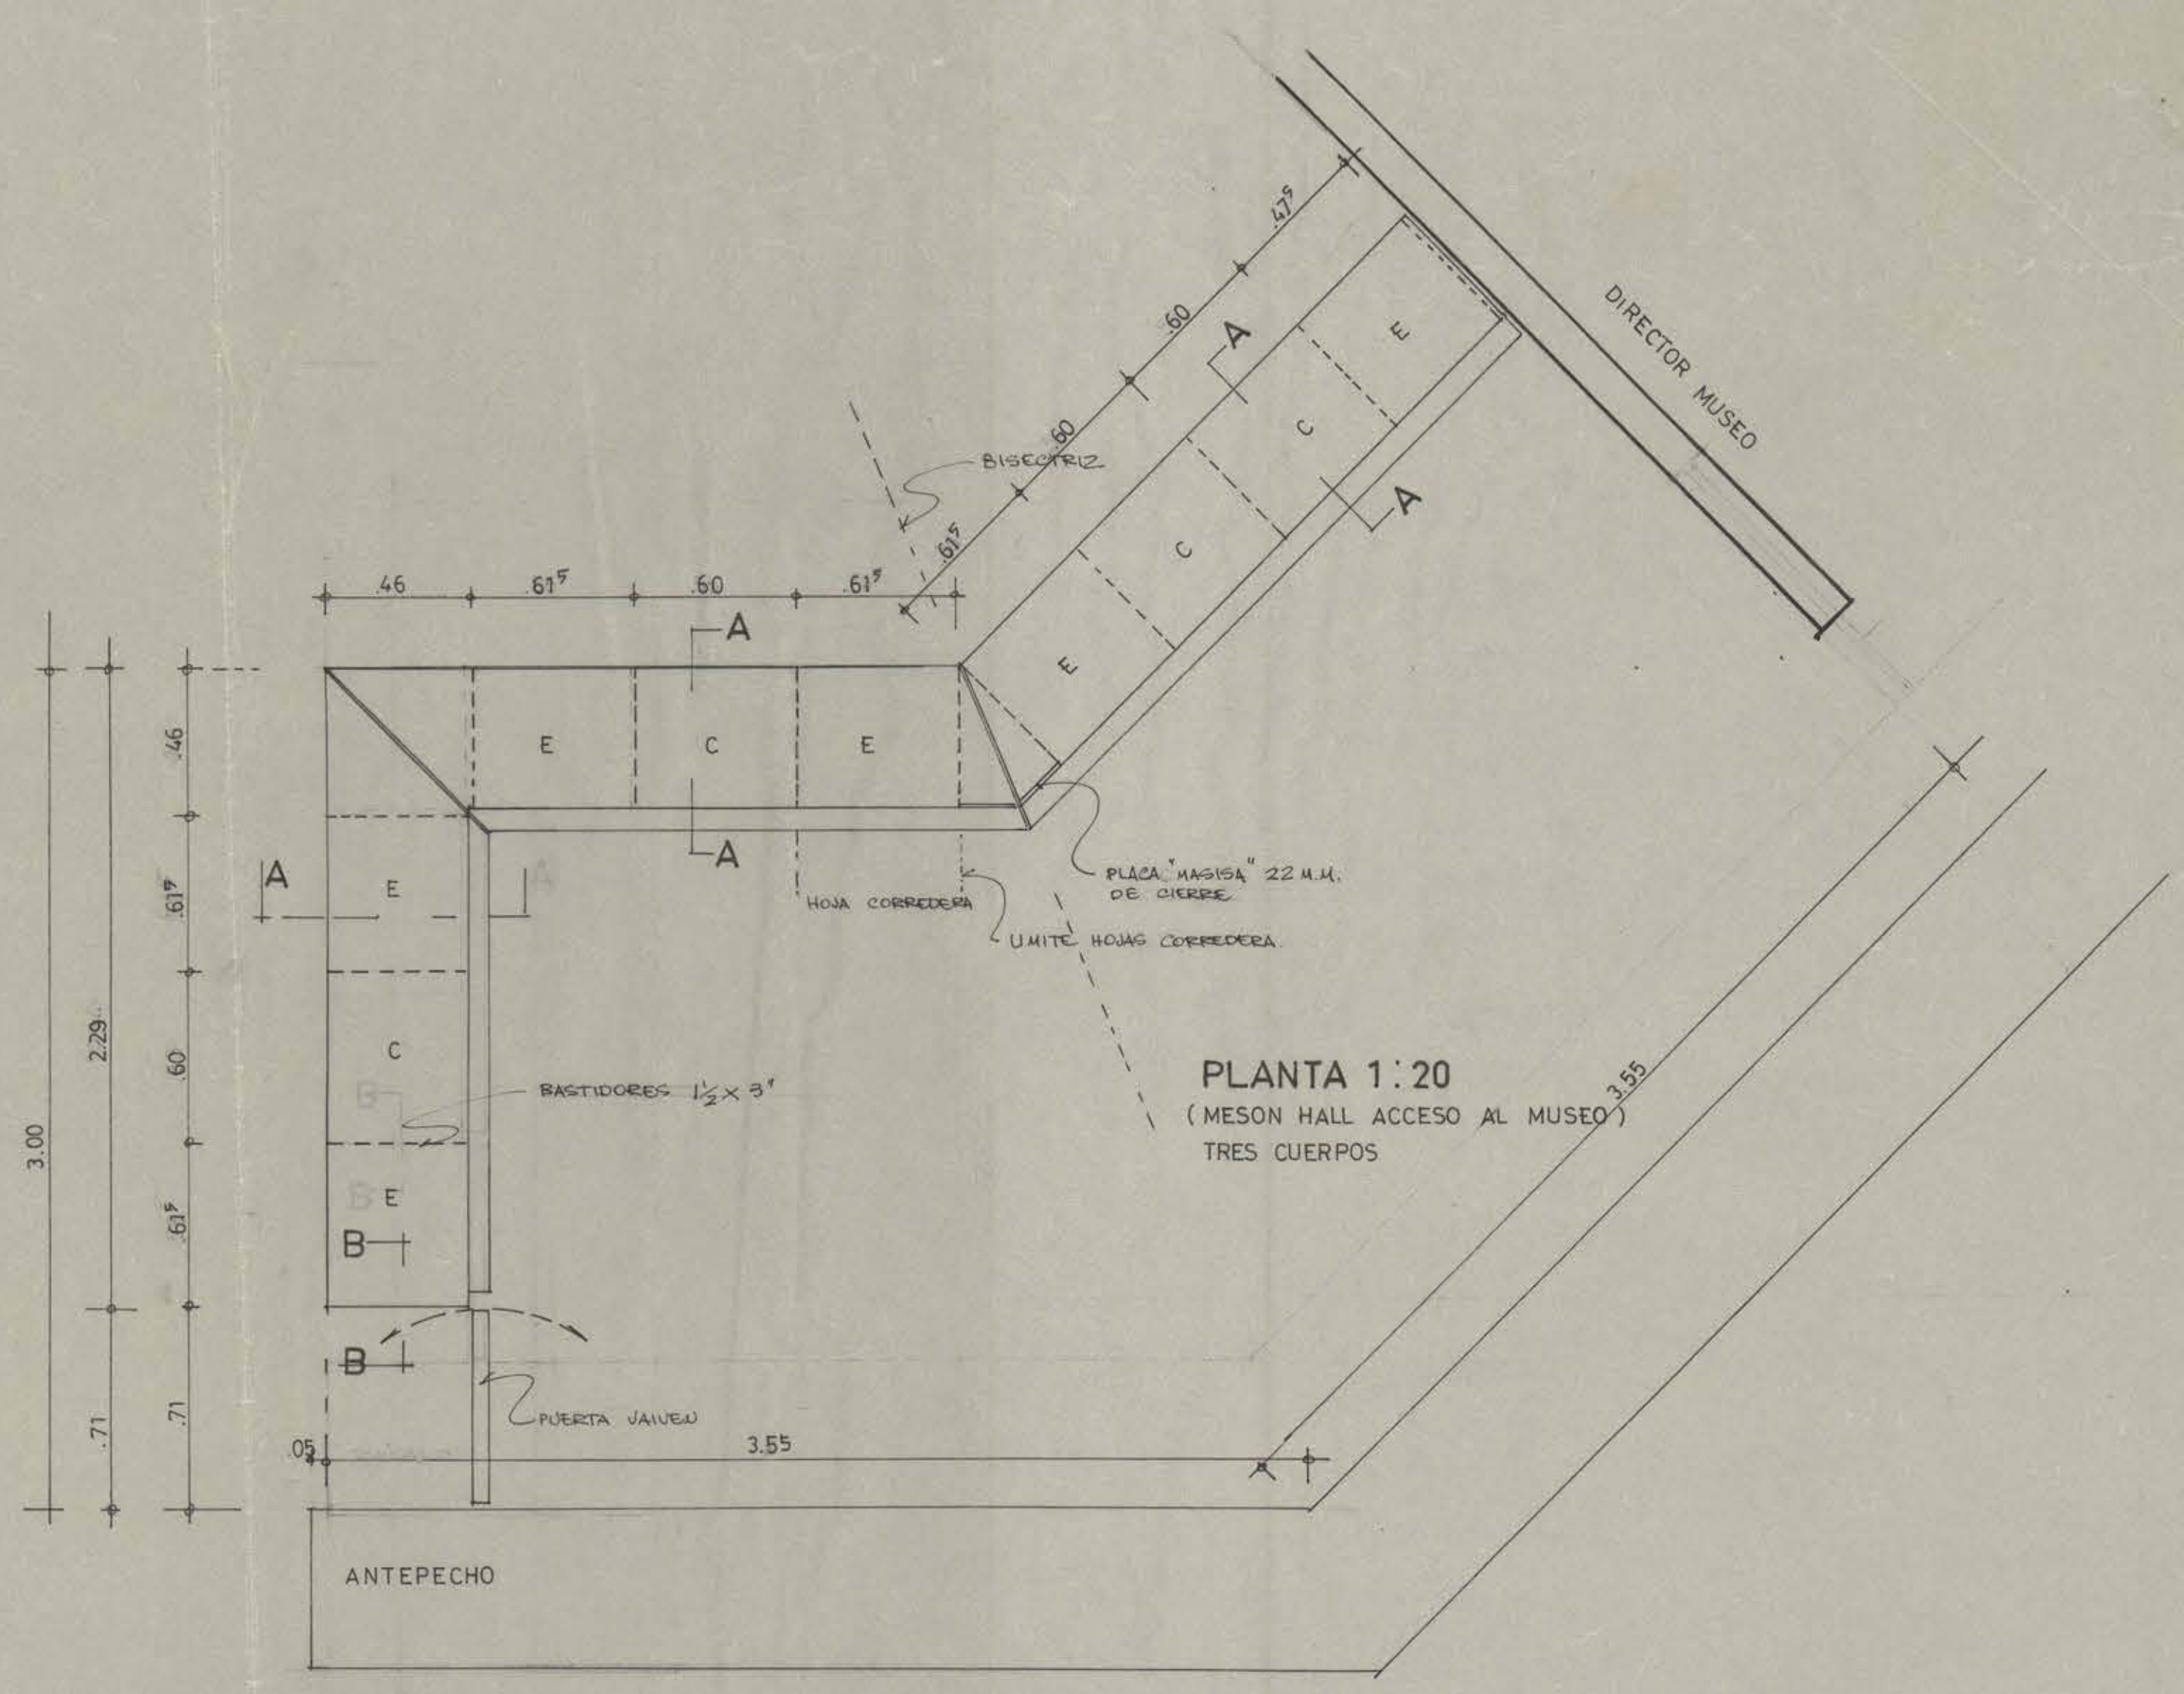 DIRECTOR MUSEO
.47⁵
.60
.60
.61⁵
BISECTRIZ
A
A
E
C
C
E
.46
.61⁵
.60
.61⁵
A
A
E
C
E
3.00
2.29
.71
.46
.61⁵
.60
.61⁵
.71
A
A
E
C
E
B
B
B
B
HOJA CORREDERA
LIMITE HOJAS CORREDERA.
PLACA "MASISA" 22 M.M.
DE CIERRE
BASTIDORES 1½ X 3"
PLANTA 1:20
(MESON HALL ACCESO AL MUSEO)
TRES CUERPOS
3.55
PUERTA VAIVEN
.05
3.55
ANTEPECHO